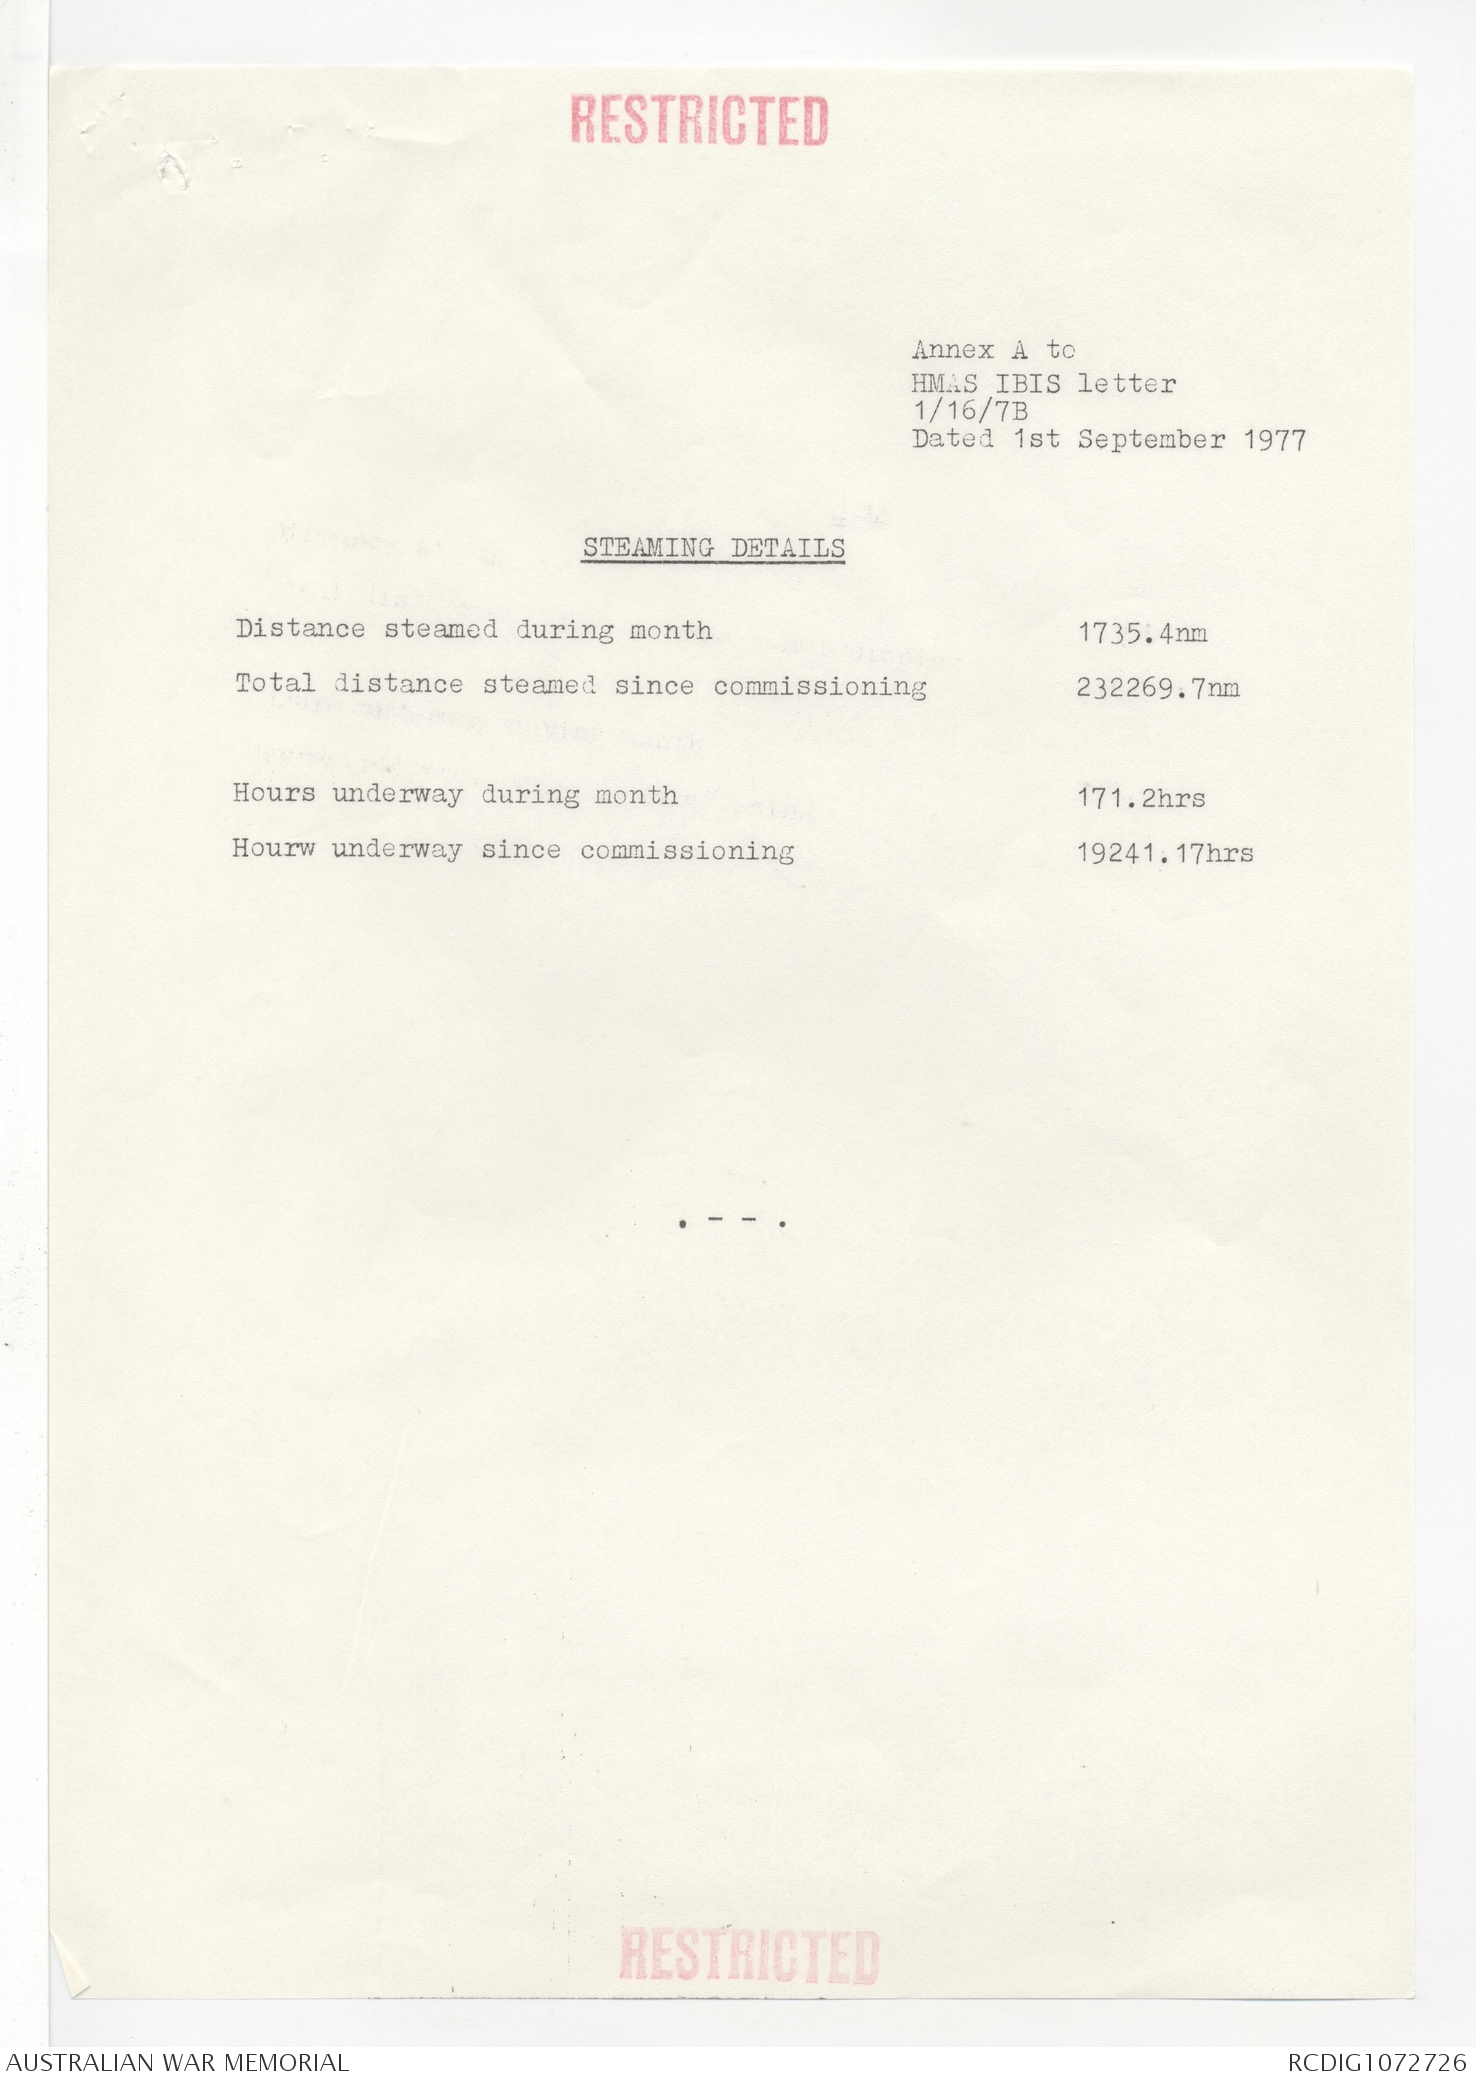 RESTRICTED
Annex A to
HMAS IBIS letter
1/16/7B
Dated 1st September 1977
STEAMING DETAILS
Distance steamed during month 1735.4nm
Total distance steamed since commissioning 232269.7nm
Hours underway during month 171.2hrs
Hourw underway since commissioning 19241.17hrs
. - - .
RESTRICTED
AUSTRALIAN WAR MEMORIAL RCDIG1072726